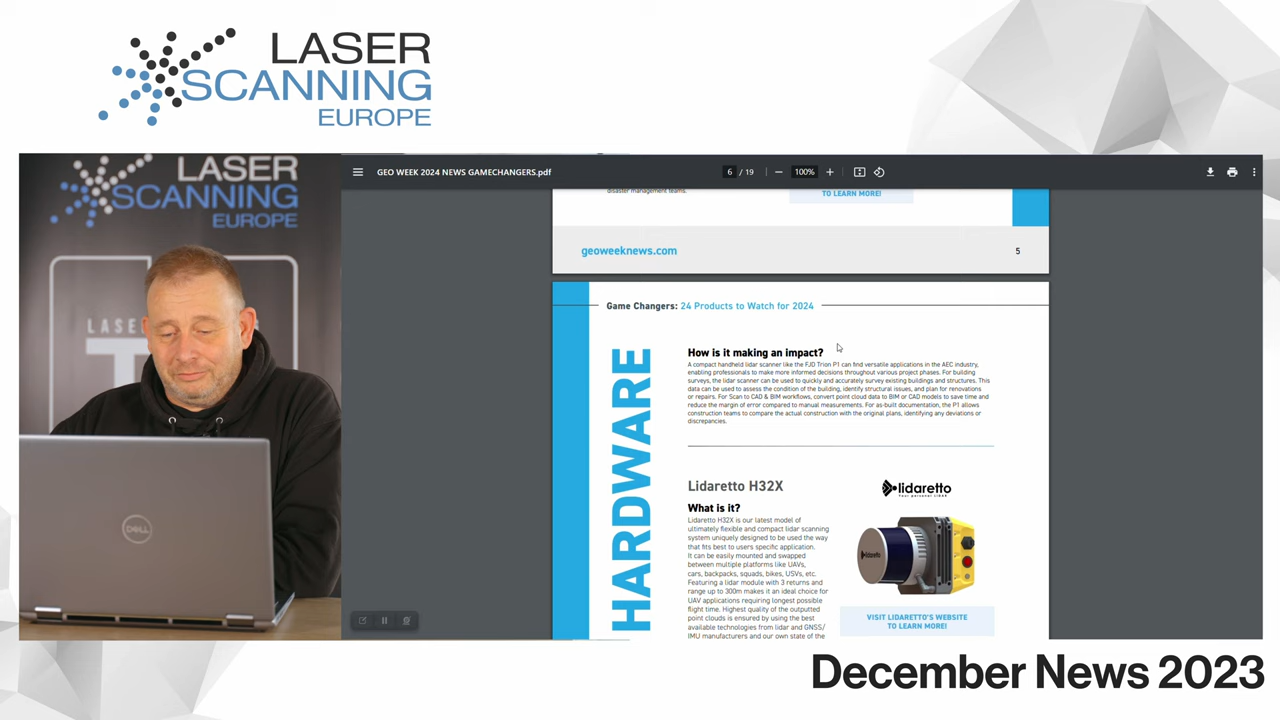 LASER
SCANNING
EUROPE
LASER
SCANNING
EUROPE
LASE
DELL
GEO WEEK 2024 NEWS GAMECHANGERS.pdf
6 / 19
100%
disaster management teams.
TO LEARN MORE!
geoweeknews.com
5
Game Changers: 24 Products to Watch for 2024
HARDWARE
How is it making an impact?
A compact handheld lidar scanner like the FJD Trion P1 can find versatile applications in the AEC industry,
enabling professionals to make more informed decisions throughout various project phases. For building
surveys, the lidar scanner can be used to quickly and accurately survey existing buildings and structures. This
data can be used to assess the condition of the building, identify structural issues, and plan for renovations
or repairs. For Scan to CAD & BIM workflows, convert point cloud data to BIM or CAD models to save time and
reduce the margin of error compared to manual measurements. For as-built documentation, the P1 allows
construction teams to compare the actual construction with the original plans, identifying any deviations or
discrepancies.
Lidaretto H32X
What is it?
Lidaretto H32X is our latest model of
ultimately flexible and compact lidar scanning
system uniquely designed to be used the way
that fits best to users specific application.
It can be easily mounted and swapped
between multiple platforms like UAVs,
cars, backpacks, squads, bikes, USVs, etc.
Featuring a lidar module with 3 returns and
range up to 300m makes it an ideal choice for
UAV applications requiring longest possible
flight time. Highest quality of the outputted
point clouds is ensured by using the best
available technologies from lidar and GNSS/
IMU manufacturers and our own state of the
lidaretto
Your personal LiDAR
lidaretto
VISIT LIDARETTO'S WEBSITE
TO LEARN MORE!
December News 2023